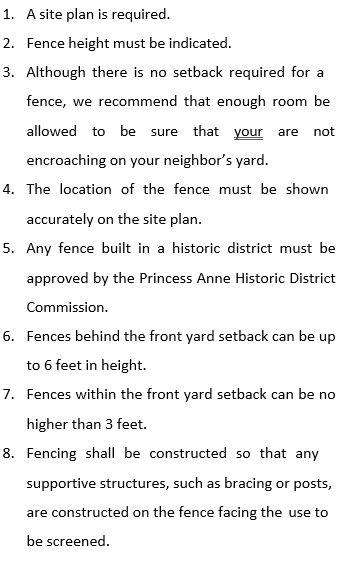 1. A site plan is required.
2. Fence height must be indicated.
3. Although there is no setback required for a
fence, we recommend that enough room be
allowed to be sure that your are not
encroaching on your neighbor’s yard.
4. The location of the fence must be shown
accurately on the site plan.
5. Any fence built in a historic district must be
approved by the Princess Anne Historic District
Commission.
6. Fences behind the front yard setback can be up
to 6 feet in height.
7. Fences within the front yard setback can be no
higher than 3 feet.
8. Fencing shall be constructed so that any
supportive structures, such as bracing or posts,
are constructed on the fence facing the use to
be screened.